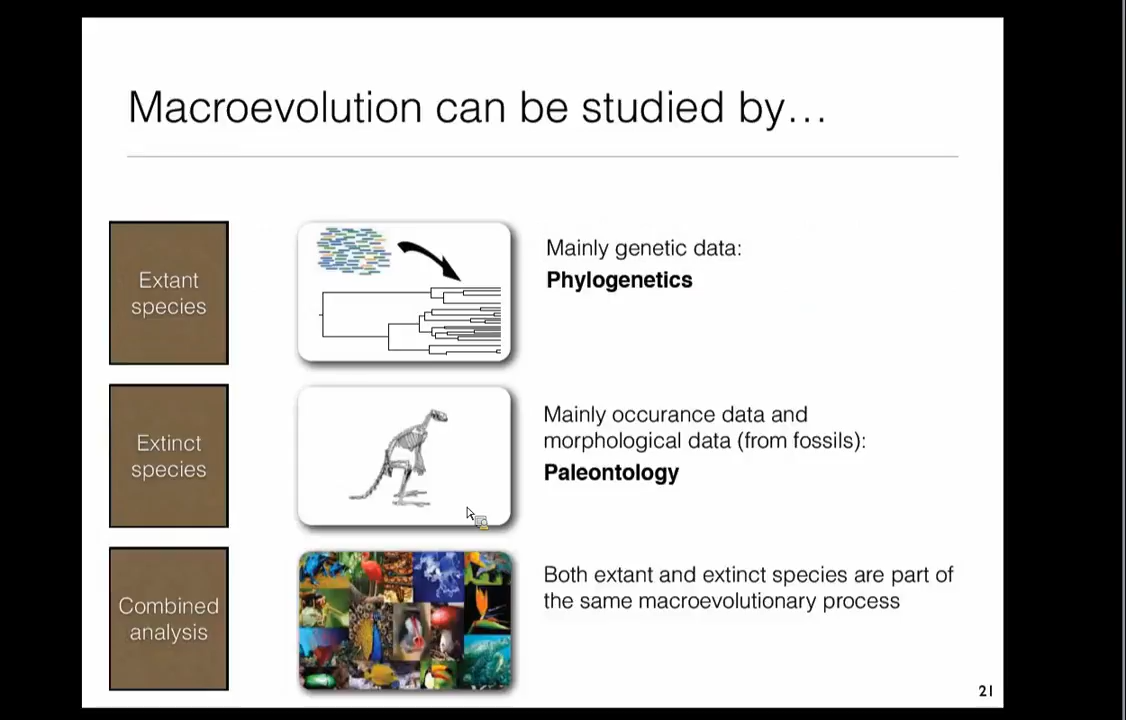 Macroevolution can be studied by…
Extant
species
Mainly genetic data:
Phylogenetics
Extinct
species
Mainly occurance data and
morphological data (from fossils):
Paleontology
Combined
analysis
Both extant and extinct species are part of
the same macroevolutionary process
21